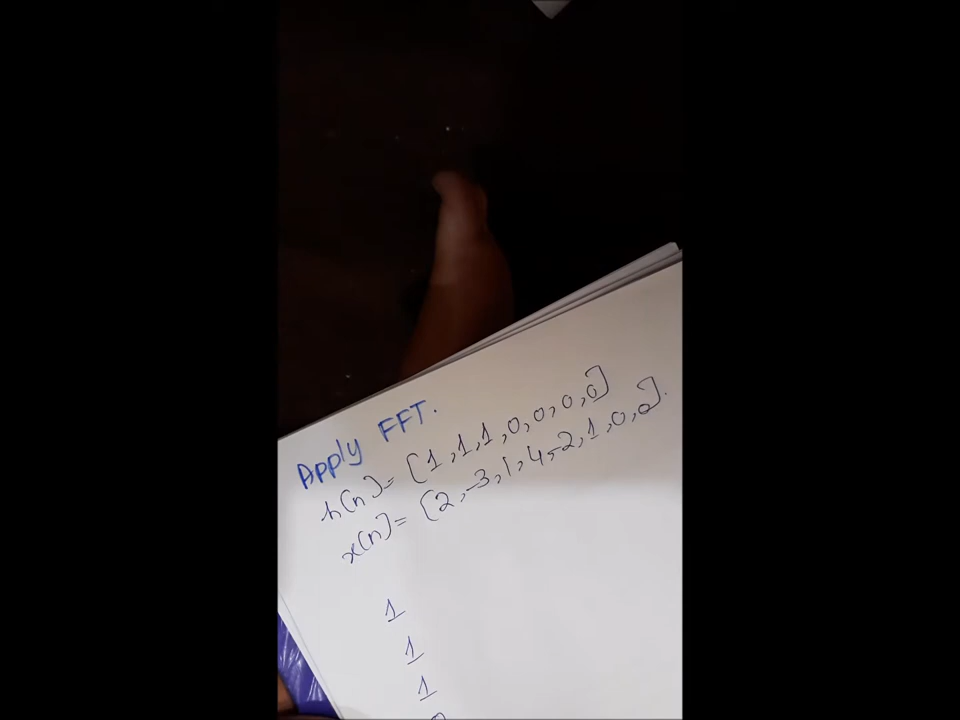 Apply FFT.
h[n] = [1, 1, 1, 0, 0, 0, 0, 0]
x[n] = [2, -3, 1, 4, -2, 1, 0, 0].
1
1
1
0